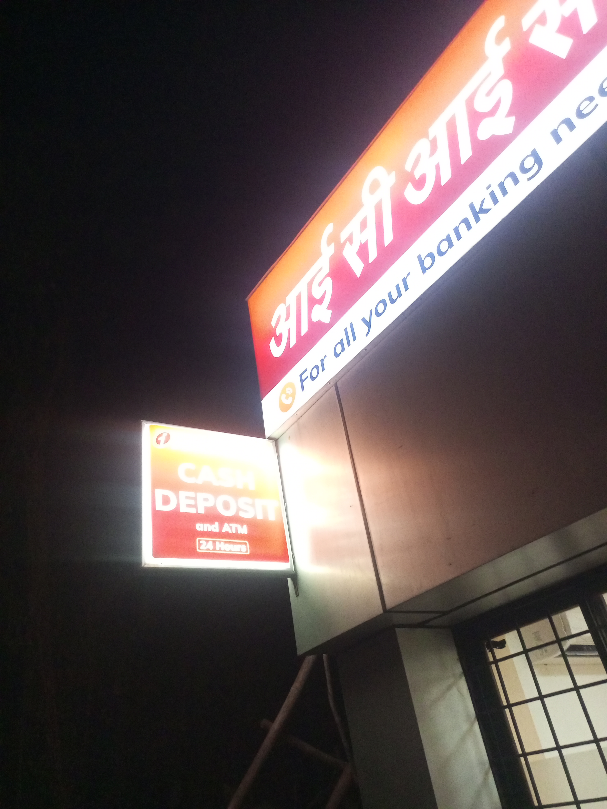 आई सी आई स
For all your banking nee
CASH
DEPOSIT
and ATM
24 Hours